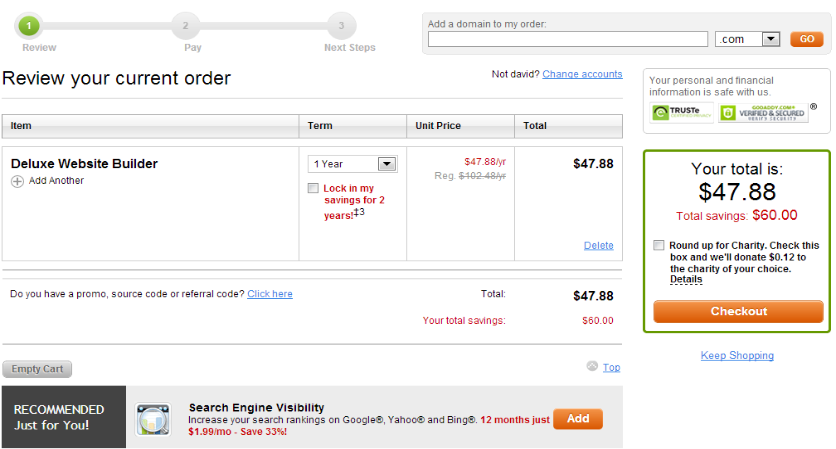 1
2
3
Review
Pay
Next Steps
Add a domain to my order:
.com
GO
Review your current order
Not david? Change accounts
Your personal and financial
information is safe with us.
TRUSTe
GODADDY.COM
VERIFIED & SECURED
VERIFY SECURITY
®
Item
Term
Unit Price
Total
Deluxe Website Builder
Add Another
1 Year
Lock in my
savings for 2
years!‡3
$47.88/yr
Reg. $102.48/yr
$47.88
Delete
Your total is:
$47.88
Total savings: $60.00
Round up for Charity. Check this
box and we'll donate $0.12 to
the charity of your choice.
Details
Checkout
Keep Shopping
Do you have a promo, source code or referral code? Click here
Total:
$47.88
Your total savings:
$60.00
Empty Cart
Top
RECOMMENDED
Just for You!
Search Engine Visibility
Increase your search rankings on Google®, Yahoo® and Bing®. 12 months just
$1.99/mo - Save 33%!
Add